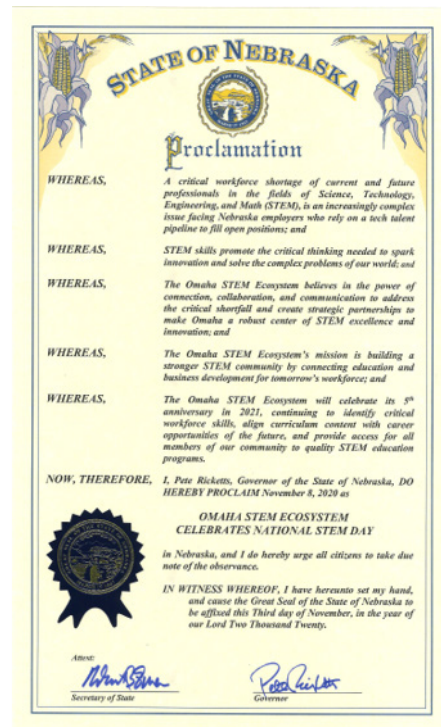 STATE OF NEBRASKA
Proclamation
WHEREAS, A critical workforce shortage of current and future
professionals in the fields of Science, Technology,
Engineering, and Math (STEM), is an increasingly complex
issue facing Nebraska employers who rely on a tech talent
pipeline to fill open positions; and
WHEREAS, STEM skills promote the critical thinking needed to spark
innovation and solve the complex problems of our world; and
WHEREAS, The Omaha STEM Ecosystem believes in the power of
connection, collaboration, and communication to address
the critical shortfall and create strategic partnerships to
make Omaha a robust center of STEM excellence and
innovation; and
WHEREAS, The Omaha STEM Ecosystem's mission is building a
stronger STEM community by connecting education and
business development for tomorrow's workforce; and
WHEREAS, The Omaha STEM Ecosystem will celebrate its 5th
anniversary in 2021, continuing to identify critical
workforce skills, align curriculum content with career
opportunities of the future, and provide access for all
members of our community to quality STEM education
programs.
NOW, THEREFORE, I, Pete Ricketts, Governor of the State of Nebraska, DO
HEREBY PROCLAIM November 8, 2020 as
OMAHA STEM ECOSYSTEM
CELEBRATES NATIONAL STEM DAY
in Nebraska, and I do hereby urge all citizens to take due
note of the observance.
IN WITNESS WHEREOF, I have hereunto set my hand,
and cause the Great Seal of the State of Nebraska to
be affixed this Third day of November, in the year of
our Lord Two Thousand Twenty.
Attest:
Pete Ricketts
Secretary of State Governor